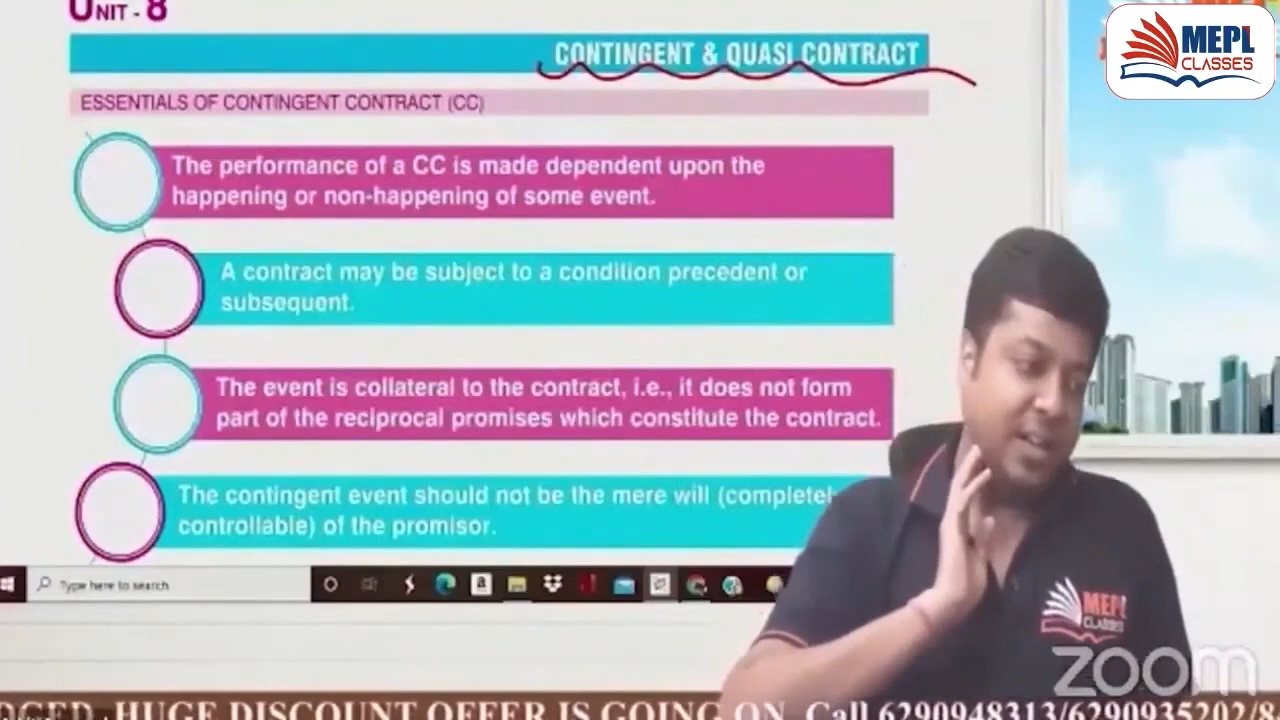 UNIT - 8
CONTINGENT & QUASI CONTRACT
MEPL
CLASSES
ESSENTIALS OF CONTINGENT CONTRACT (CC)
The performance of a CC is made dependent upon the
happening or non-happening of some event.
A contract may be subject to a condition precedent or
subsequent.
The event is collateral to the contract, i.e., it does not form
part of the reciprocal promises which constitute the contract.
The contingent event should not be the mere will
controllable) of the promisor.
Type here to search
MEPL
CLASSES
zoom
HUGE DISCOUNT OFFER IS GOING ON. Call 6290948313/6290935202/8